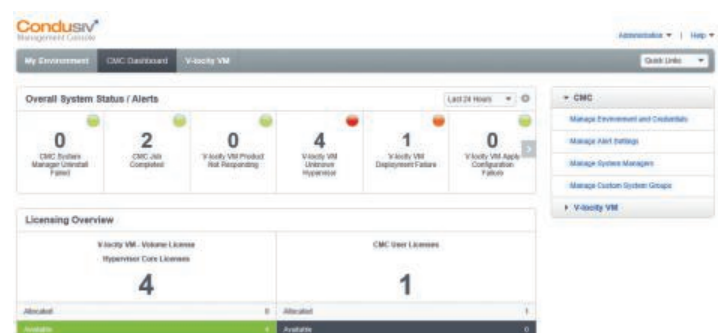 Condusiv
Management Console
Administrator | Help
My Environment CMC Dashboard V-locity VM Quick Links
Overall System Status / Alerts
Last 24 Hours
0
CMC System Manager Uninstall Failed
2
CMC Job Completed
0
V-locity VM Product Not Responding
4
V-locity VM Unknown Hypervisor
1
V-locity VM Deployment Failure
0
V-locity VM Apply Configuration Failure
CMC
Manage Environment and Credentials
Manage Alert Settings
Manage System Managers
Manage Custom System Groups
V-locity VM
Licensing Overview
V-locity VM - Volume License
Hypervisor Core Licenses
4
Allocated 0
Available
CMC User Licenses
1
Allocated 1
Available 0